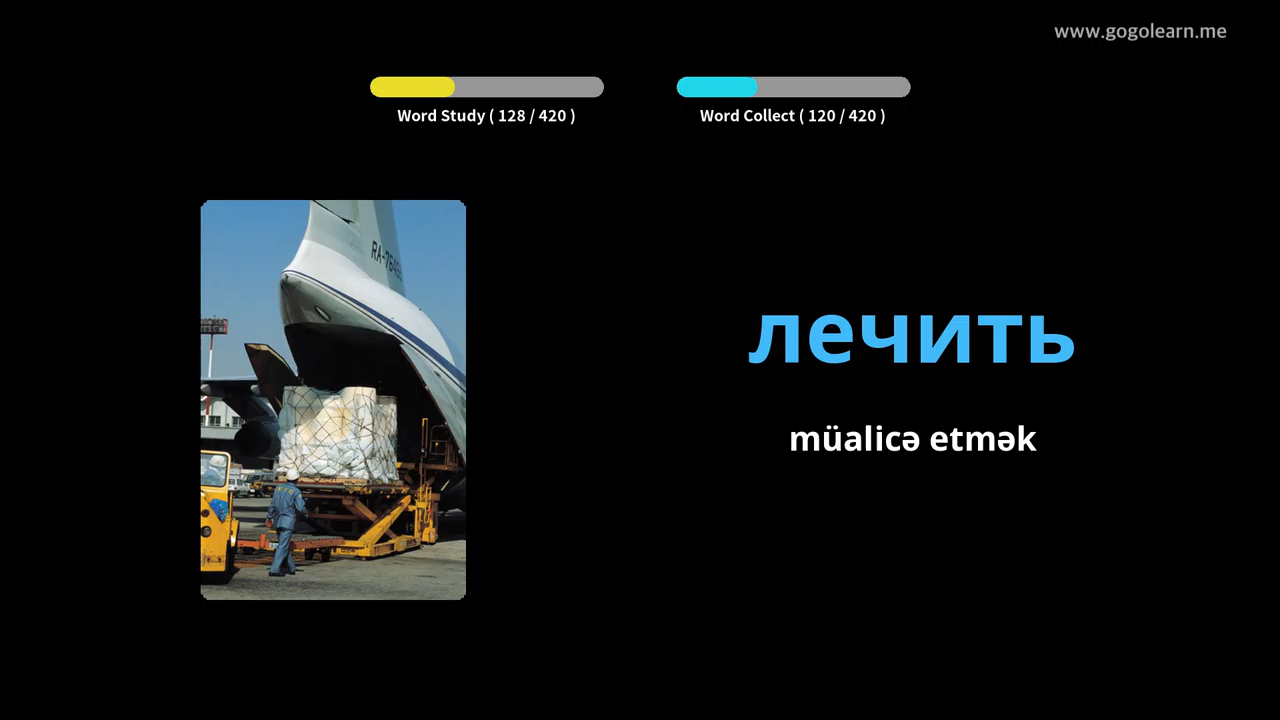 www.gogolearn.me
Word Study ( 128 / 420 )
Word Collect ( 120 / 420 )
лечить
müalicə etmək